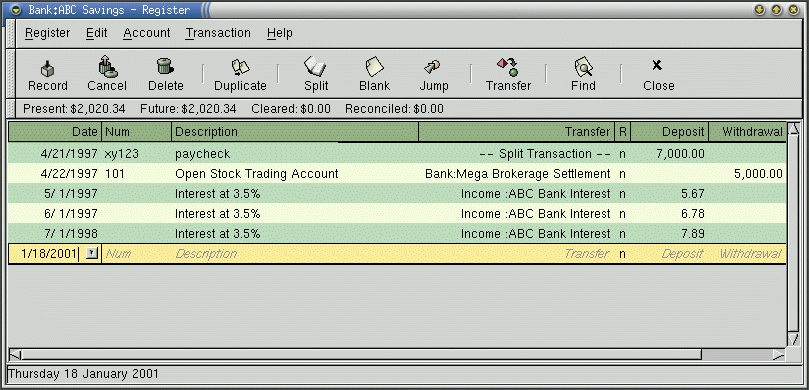 Bank:ABC Savings - Register
Register Edit Account Transaction Help
Record Cancel Delete Duplicate Split Blank Jump Transfer Find Close
Present: $2,020.34 Future: $2,020.34 Cleared: $0.00 Reconciled: $0.00
Date Num Description Transfer R Deposit Withdrawal
4/21/1997 xy123 paycheck -- Split Transaction -- n 7,000.00
4/22/1997 101 Open Stock Trading Account Bank:Mega Brokerage Settlement n 5,000.00
5/ 1/1997 Interest at 3.5% Income :ABC Bank Interest n 5.67
6/ 1/1997 Interest at 3.5% Income :ABC Bank Interest n 6.78
7/ 1/1998 Interest at 3.5% Income :ABC Bank Interest n 7.89
1/18/2001 Num Description Transfer n Deposit Withdrawal
Thursday 18 January 2001